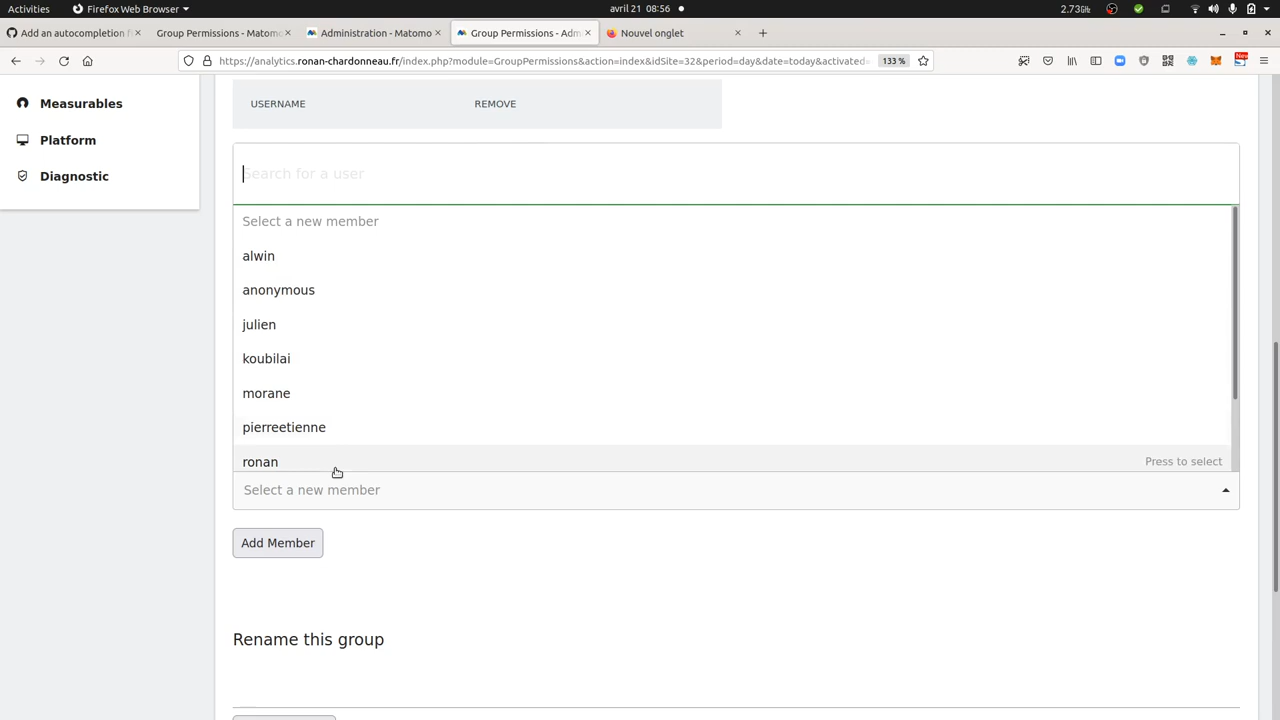 Activities Firefox Web Browser avril 21 08:56 2.73GHz
Add an autocompletion Group Permissions - Matomo Administration - Matomo Group Permissions - Adm Nouvel onglet
https://analytics.ronan-chardonneau.fr/index.php?module=GroupPermissions&action=index&idSite=32&period=day&date=today&activated 133 % New
Measurables
USERNAME REMOVE
Platform
Diagnostic
Search for a user
Select a new member
alwin
anonymous
julien
koubilai
morane
pierreetienne
ronan Press to select
Select a new member
Add Member
Rename this group